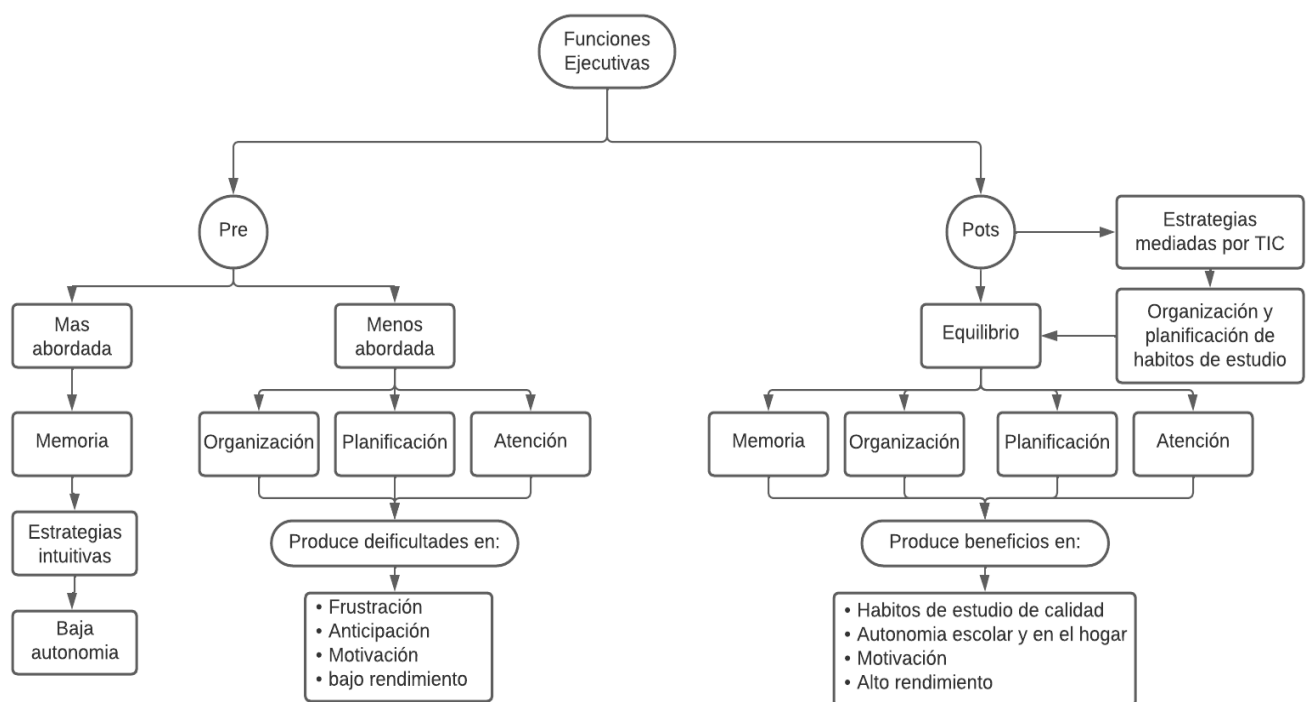 Funciones
Ejecutivas
Pre
Pots
Estrategias
mediadas por TIC
Mas
abordada
Menos
abordada
Equilibrio
Organización y
planificación de
habitos de estudio
Memoria
Organización
Planificación
Atención
Memoria
Organización
Planificación
Atención
Estrategias
intuitivas
Produce deificultades en:
Produce beneficios en:
Baja
autonomia
• Frustración
• Anticipación
• Motivación
• bajo rendimiento
• Habitos de estudio de calidad
• Autonomia escolar y en el hogar
• Motivación
• Alto rendimiento